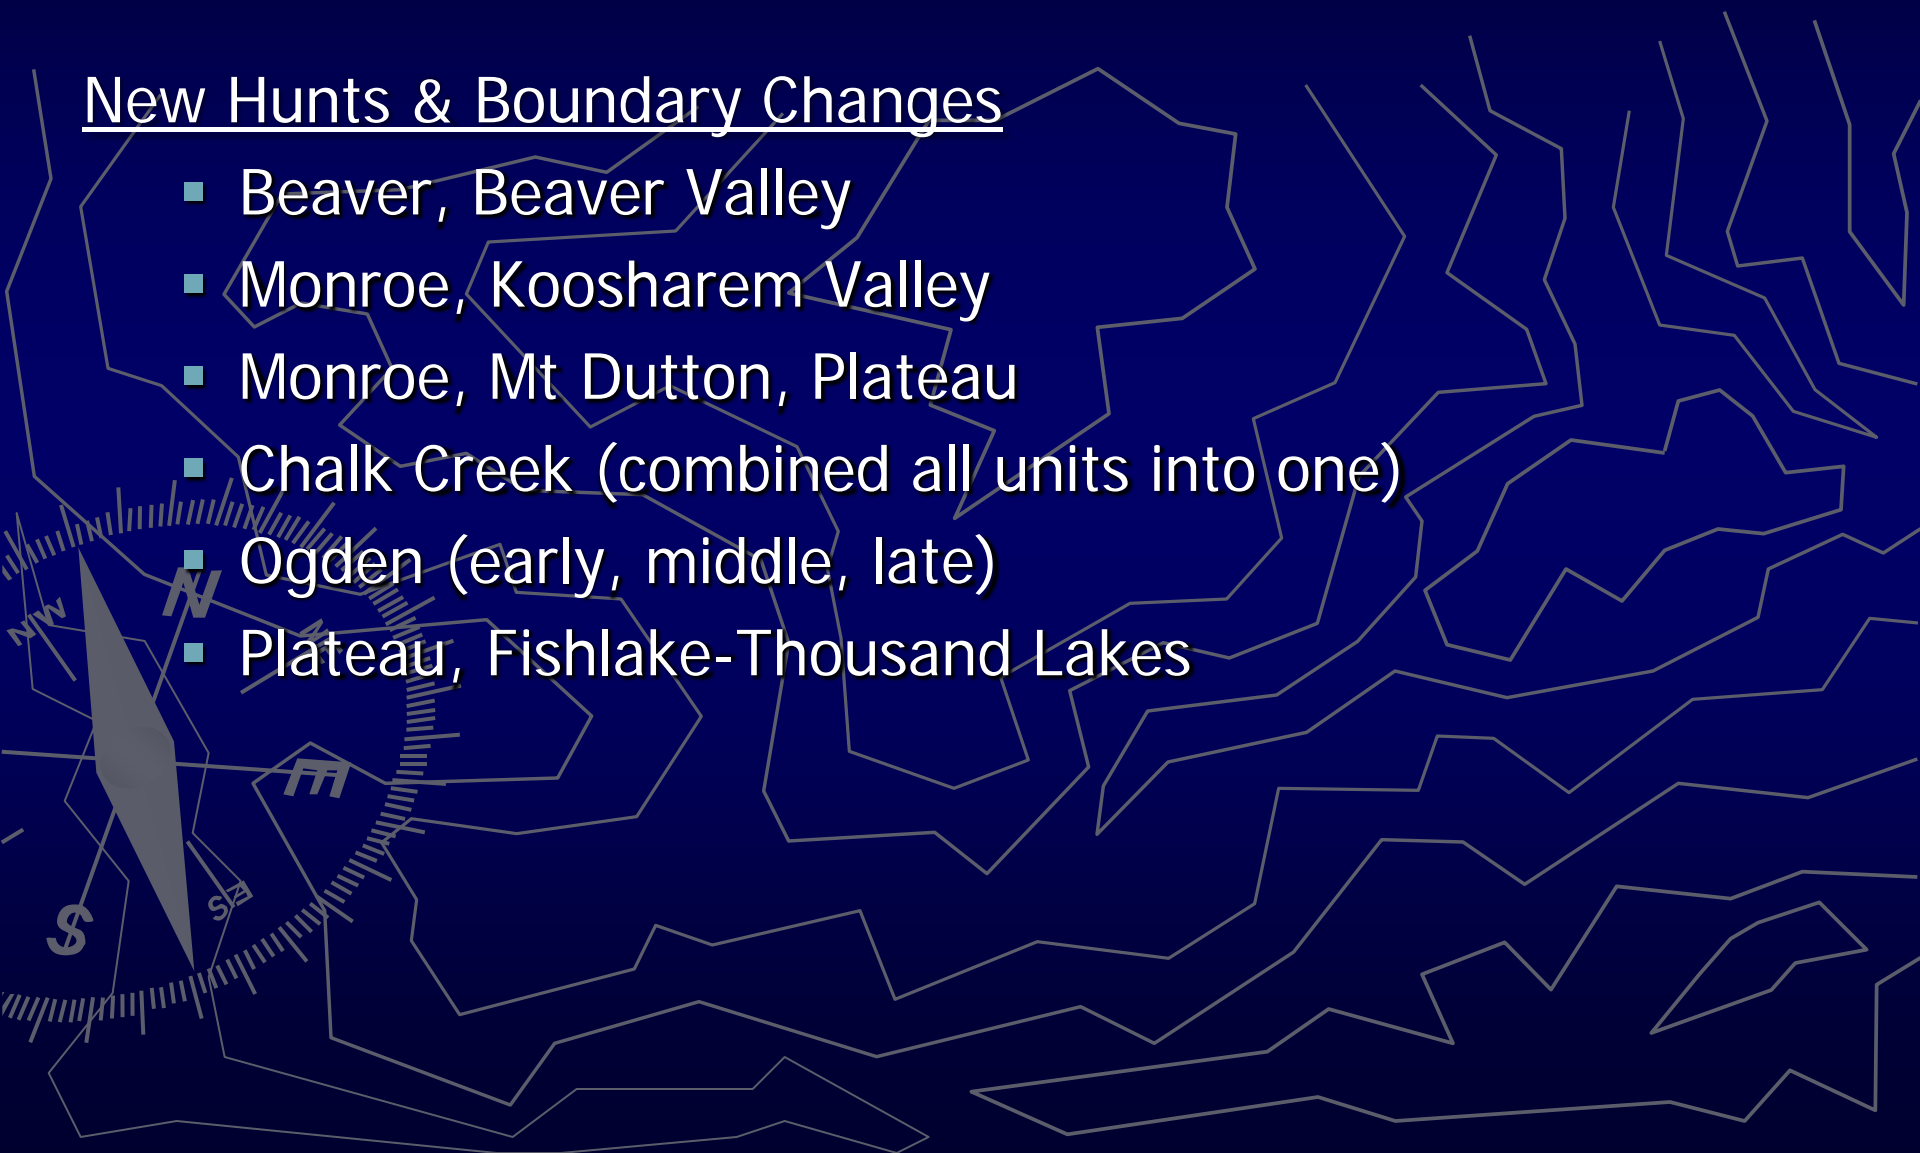 New Hunts & Boundary Changes
Beaver, Beaver Valley
Monroe, Koosharem Valley
Monroe, Mt Dutton, Plateau
Chalk Creek (combined all units into one)
Ogden (early, middle, late)
Plateau, Fishlake-Thousand Lakes
N
NW
E
S